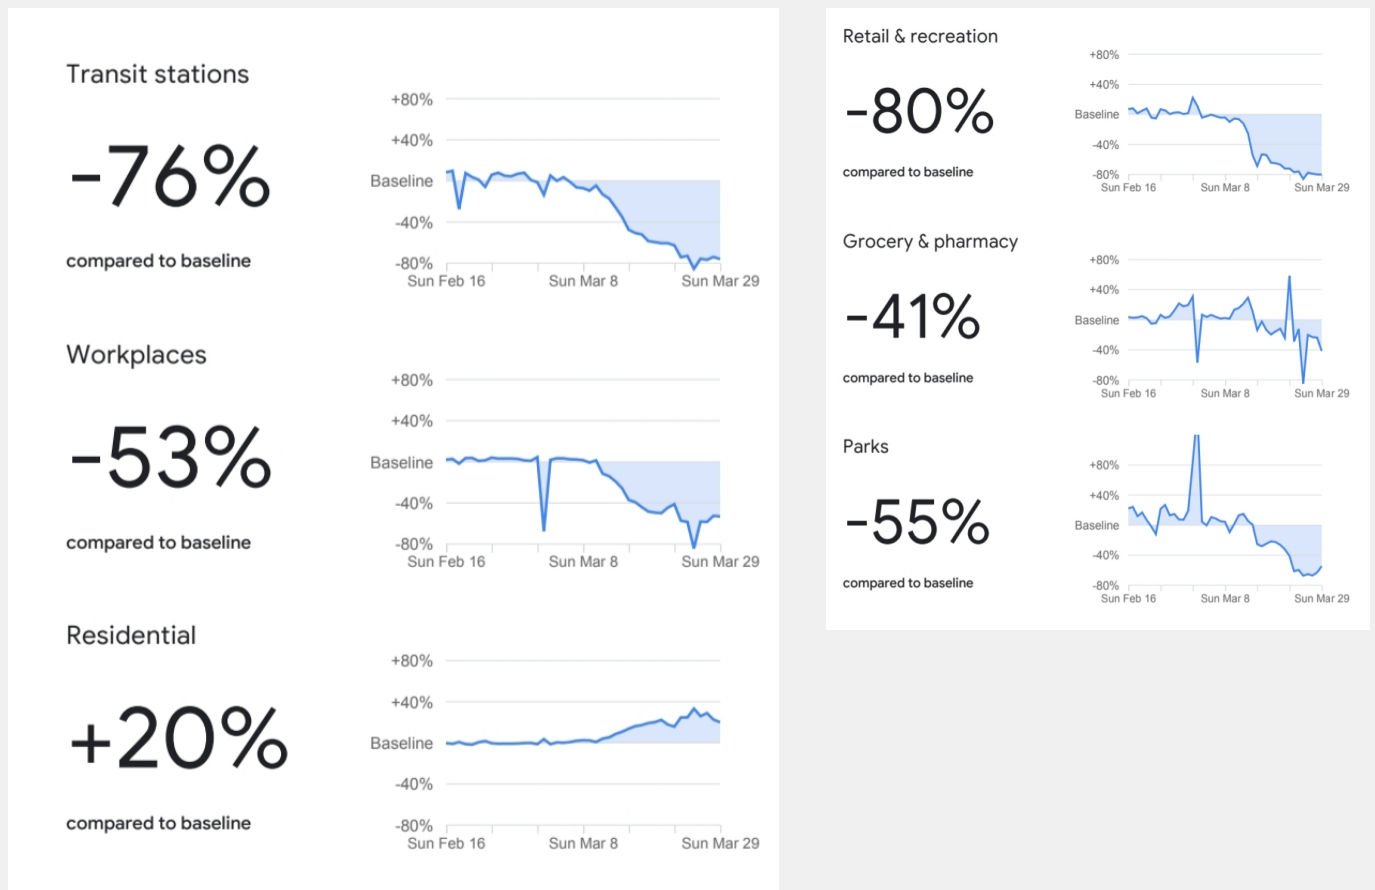 Transit stations
-76%
compared to baseline
+80%
+40%
Baseline
-40%
-80%
Sun Feb 16 Sun Mar 8 Sun Mar 29
Workplaces
-53%
compared to baseline
+80%
+40%
Baseline
-40%
-80%
Sun Feb 16 Sun Mar 8 Sun Mar 29
Residential
+20%
compared to baseline
+80%
+40%
Baseline
-40%
-80%
Sun Feb 16 Sun Mar 8 Sun Mar 29
Retail & recreation
-80%
compared to baseline
+80%
+40%
Baseline
-40%
-80%
Sun Feb 16 Sun Mar 8 Sun Mar 29
Grocery & pharmacy
-41%
compared to baseline
+80%
+40%
Baseline
-40%
-80%
Sun Feb 16 Sun Mar 8 Sun Mar 29
Parks
-55%
compared to baseline
+80%
+40%
Baseline
-40%
-80%
Sun Feb 16 Sun Mar 8 Sun Mar 29